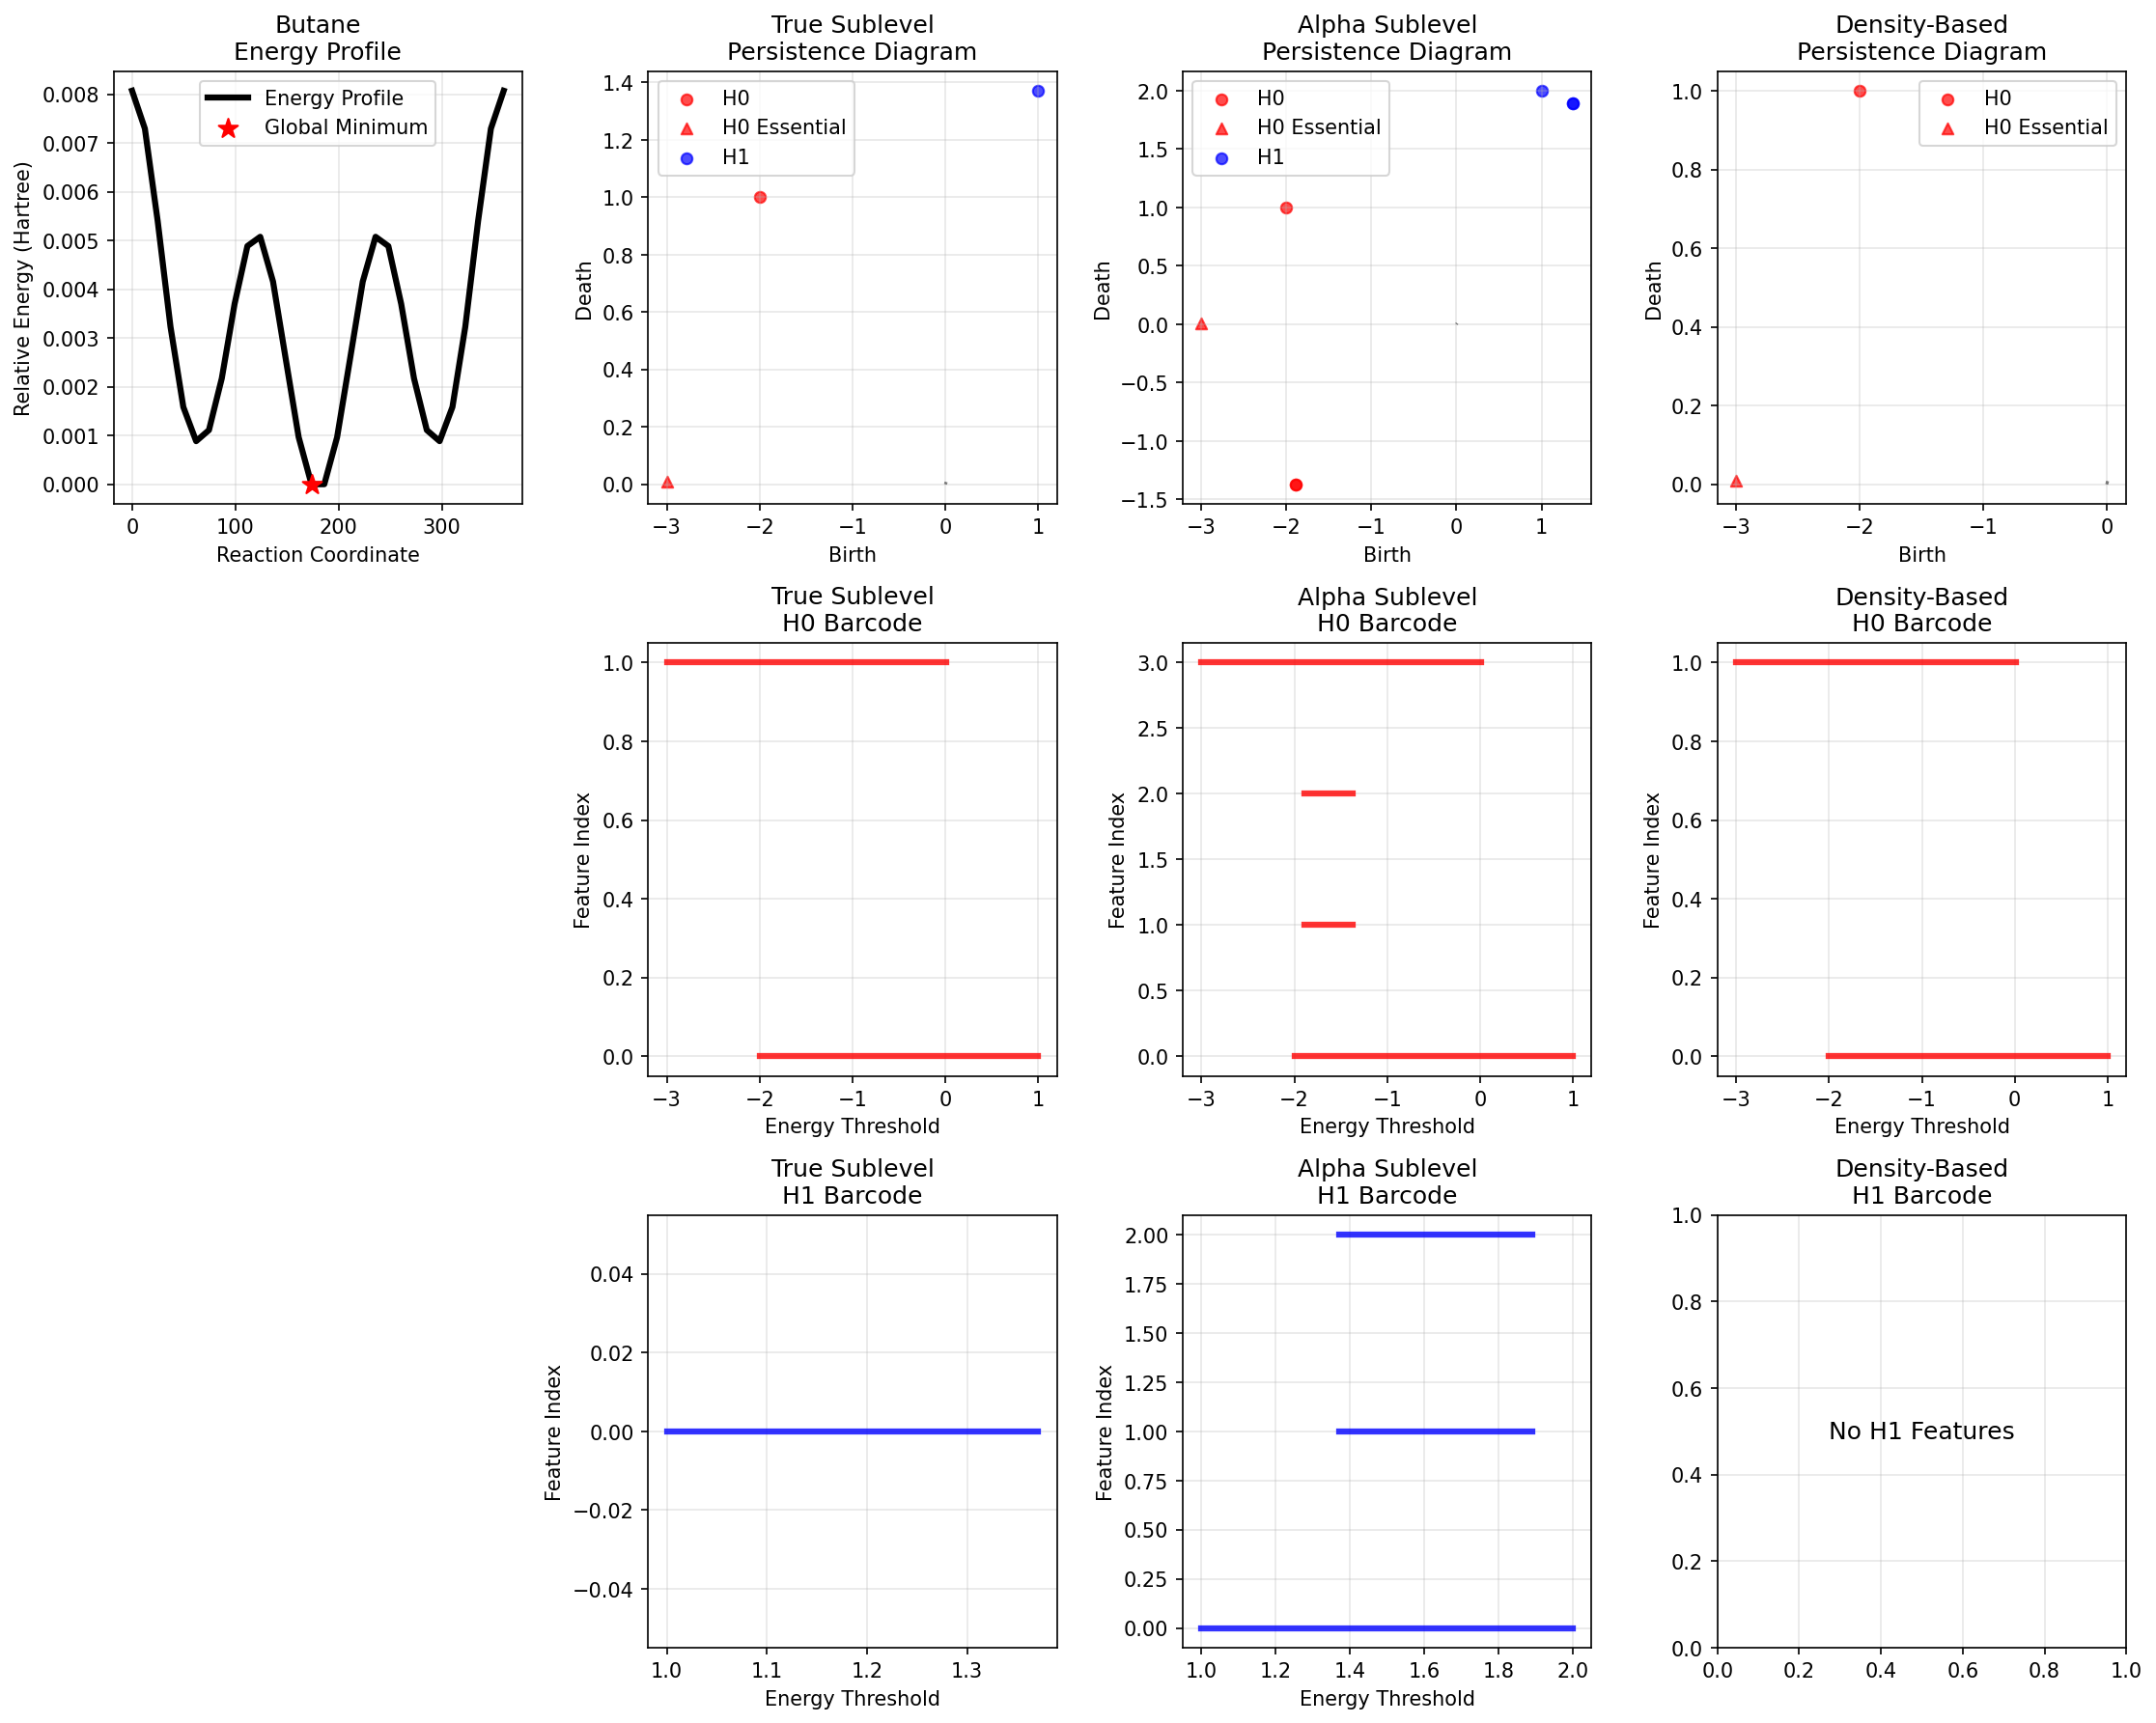 Butane
Energy Profile
Energy Profile
Global Minimum
0.008
0.007
0.006
0.005
0.004
0.003
0.002
0.001
0.000
Relative Energy (Hartree)
0
100
200
300
Reaction Coordinate
True Sublevel
Persistence Diagram
H0
H0 Essential
H1
1.4
1.2
1.0
0.8
0.6
0.4
0.2
0.0
Death
−3
−2
−1
0
1
Birth
Alpha Sublevel
Persistence Diagram
H0
H0 Essential
H1
2.0
1.5
1.0
0.5
0.0
−0.5
−1.0
−1.5
Death
−3
−2
−1
0
1
Birth
Density-Based
Persistence Diagram
H0
H0 Essential
1.0
0.8
0.6
0.4
0.2
0.0
Death
−3
−2
−1
0
Birth
True Sublevel
H0 Barcode
1.0
0.8
0.6
0.4
0.2
0.0
Feature Index
−3
−2
−1
0
1
Energy Threshold
Alpha Sublevel
H0 Barcode
3.0
2.5
2.0
1.5
1.0
0.5
0.0
Feature Index
−3
−2
−1
0
1
Energy Threshold
Density-Based
H0 Barcode
1.0
0.8
0.6
0.4
0.2
0.0
Feature Index
−3
−2
−1
0
1
Energy Threshold
True Sublevel
H1 Barcode
0.04
0.02
0.00
−0.02
−0.04
Feature Index
1.0
1.1
1.2
1.3
Energy Threshold
Alpha Sublevel
H1 Barcode
2.00
1.75
1.50
1.25
1.00
0.75
0.50
0.25
0.00
Feature Index
1.0
1.2
1.4
1.6
1.8
2.0
Energy Threshold
Density-Based
H1 Barcode
1.0
0.8
0.6
0.4
0.2
0.0
No H1 Features
0.0
0.2
0.4
0.6
0.8
1.0